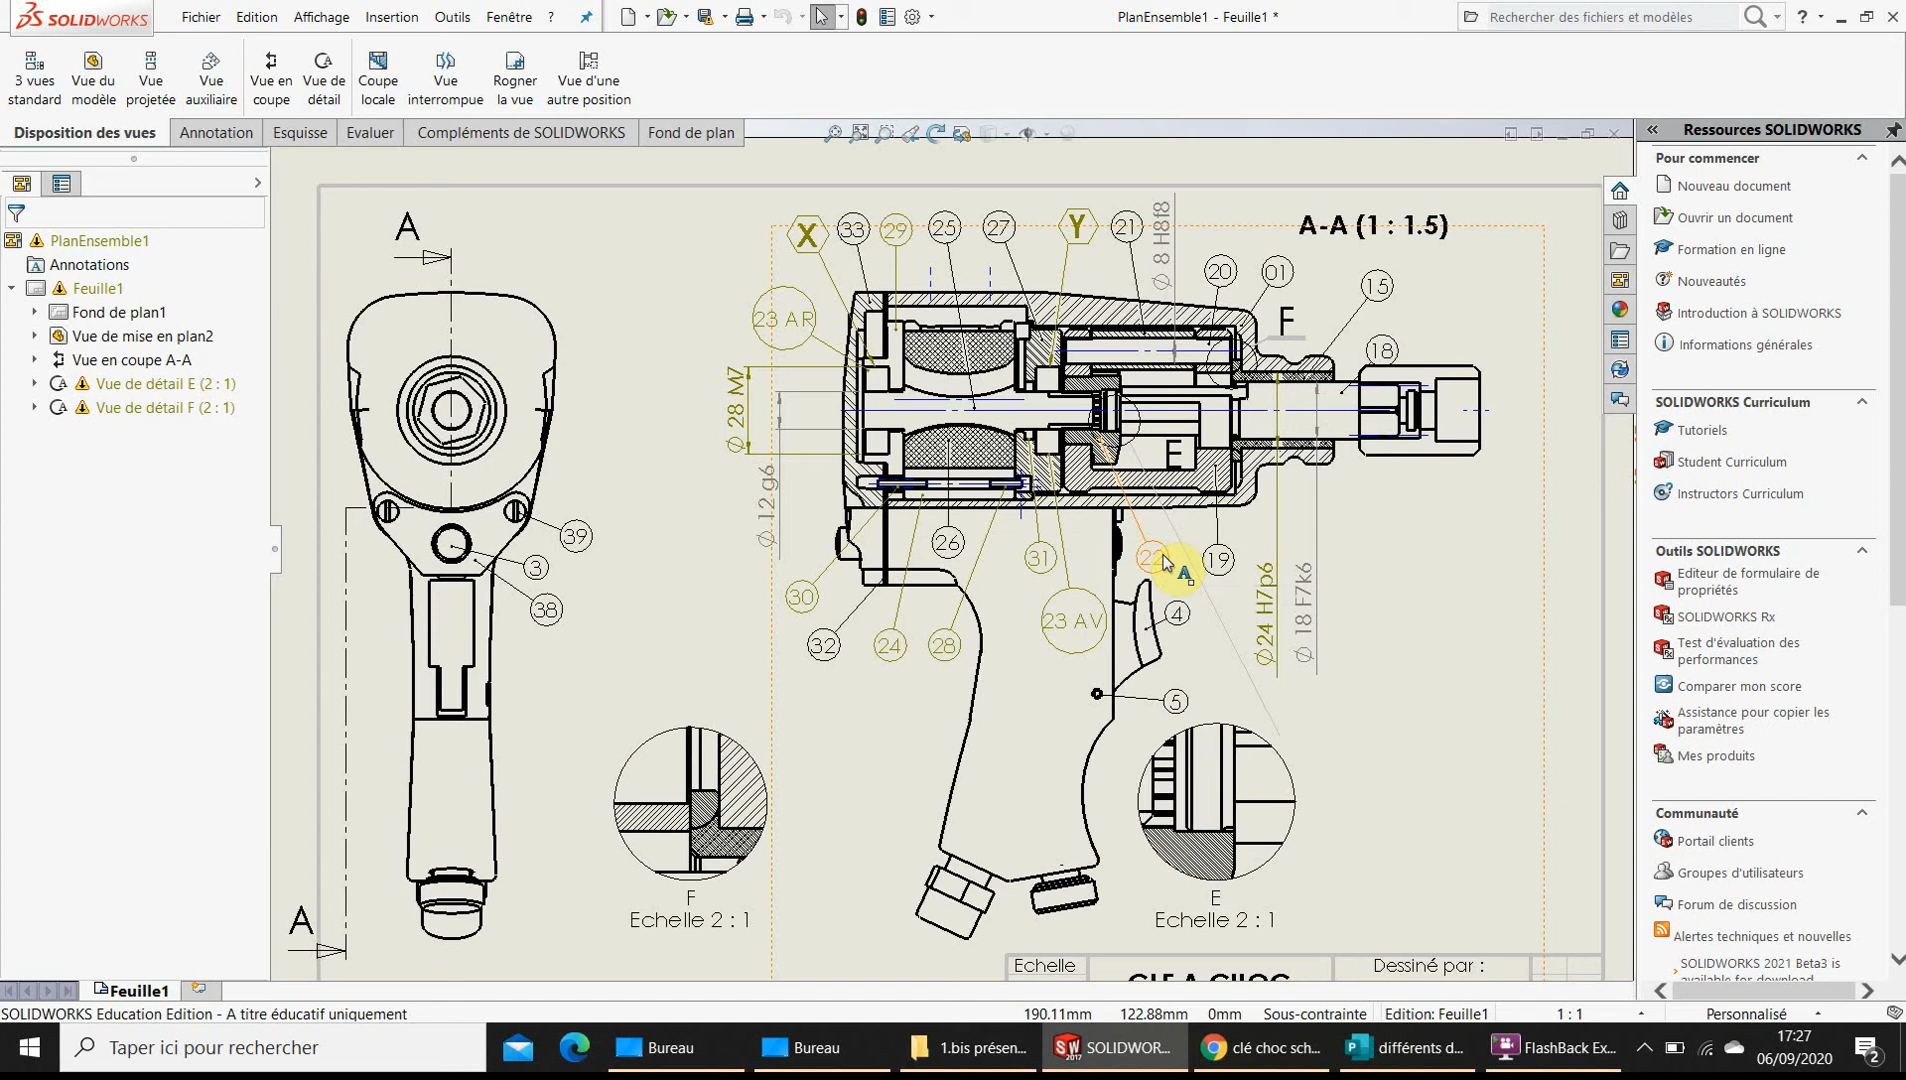 SOLIDWORKS
Fichier Edition Affichage Insertion Outils Fenêtre ?
PlanEnsemble1 - Feuille1 *
Rechercher des fichiers et modèles
3 vues standard
Vue du modèle
Vue projetée
Vue auxiliaire
Vue en coupe
Vue de détail
Coupe locale
Vue interrompue
Rogner la vue
Vue d'une autre position
Disposition des vues Annotation Esquisse Evaluer Compléments de SOLIDWORKS Fond de plan
PlanEnsemble1
Annotations
Feuille1
Fond de plan1
Vue de mise en plan2
Vue en coupe A-A
Vue de détail E (2 : 1)
Vue de détail F (2 : 1)
A
A
A-A (1 : 1.5)
X 33 29 25 27 Y 21
20 01 15 18
23 AR
F
E
Ø 8 H8f8
Ø 28 M7
Ø 12 g6
39
3
38
26 31 22 19
30
32 24 28
23 AV
4
5
Ø24 H7p6
Ø 18 F7k6
F
Echelle 2 : 1
E
Echelle 2 : 1
Echelle
CLE A CHOC
Dessiné par :
Ressources SOLIDWORKS
Pour commencer
Nouveau document
Ouvrir un document
Formation en ligne
Nouveautés
Introduction à SOLIDWORKS
Informations générales
SOLIDWORKS Curriculum
Tutoriels
Student Curriculum
Instructors Curriculum
Outils SOLIDWORKS
Editeur de formulaire de
propriétés
SOLIDWORKS Rx
Test d'évaluation des
performances
Comparer mon score
Assistance pour copier les
paramètres
Mes produits
Communauté
Portail clients
Groupes d'utilisateurs
Forum de discussion
Alertes techniques et nouvelles
SOLIDWORKS 2021 Beta3 is
available for download
Feuille1
SOLIDWORKS Education Edition - A titre éducatif uniquement
190.11mm 122.88mm 0mm Sous-contrainte Edition: Feuille1 1 : 1 Personnalisé
Taper ici pour rechercher
Bureau
Bureau
1.bis présen...
SOLIDWOR...
clé choc sch...
différents d...
FlashBack Ex...
17:27
06/09/2020
2